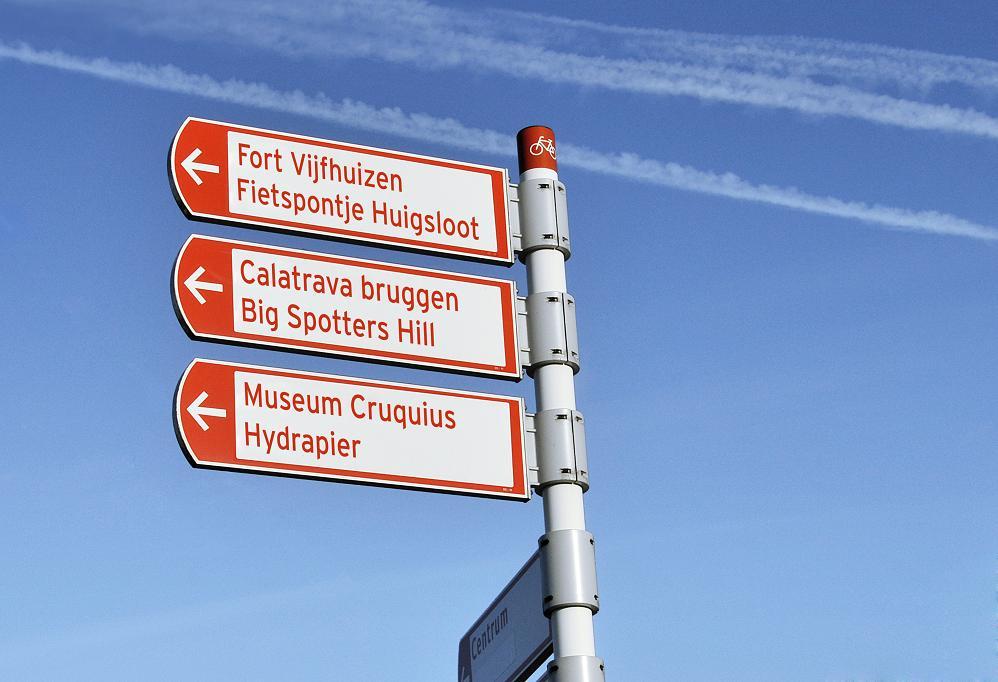 Fort Vijfhuizen
Fietspontje Huigsloot
Calatrava bruggen
Big Spotters Hill
Museum Cruquius
Hydrapier
Centrum